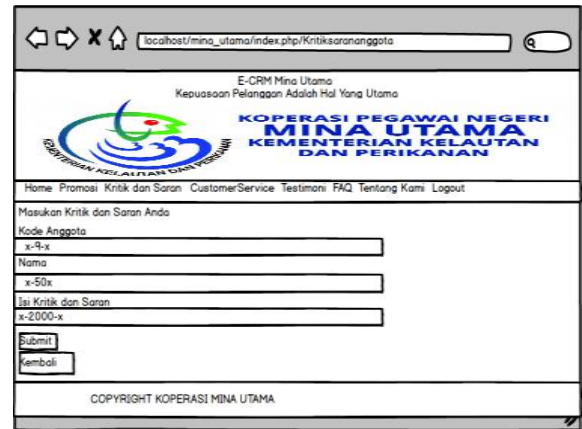 localhost/mina_utama/index.php/Kritiksarananggota
E-CRM Mina Utama
Kepuasaan Pelanggan Adalah Hal Yang Utama
KOPERASI PEGAWAI NEGERI
MINA UTAMA
KEMENTERIAN KELAUTAN
DAN PERIKANAN
KEMENTERIAN KELAUTAN DAN PERIKANAN
Home Promosi Kritik dan Saran CustomerService Testimoni FAQ Tentang Kami Logout
Masukan Kritik dan Saran Anda
Kode Anggota
x-9-x
Nama
x-50x
Isi Kritik dan Saran
x-2000-x
Submit
Kembali
COPYRIGHT KOPERASI MINA UTAMA